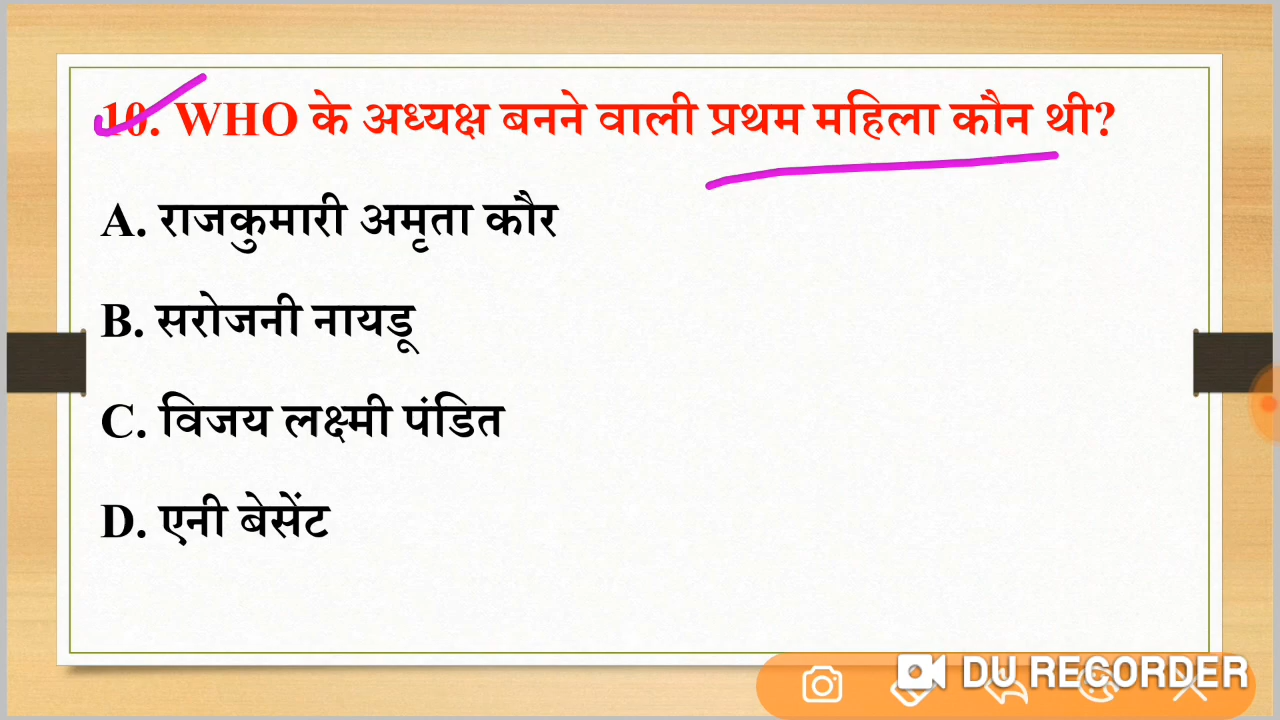 10. WHO के अध्यक्ष बनने वाली प्रथम महिला कौन थी?
A. राजकुमारी अमृता कौर
B. सरोजनी नायडू
C. विजय लक्ष्मी पंडित
D. एनी बेसेंट
DU RECORDER